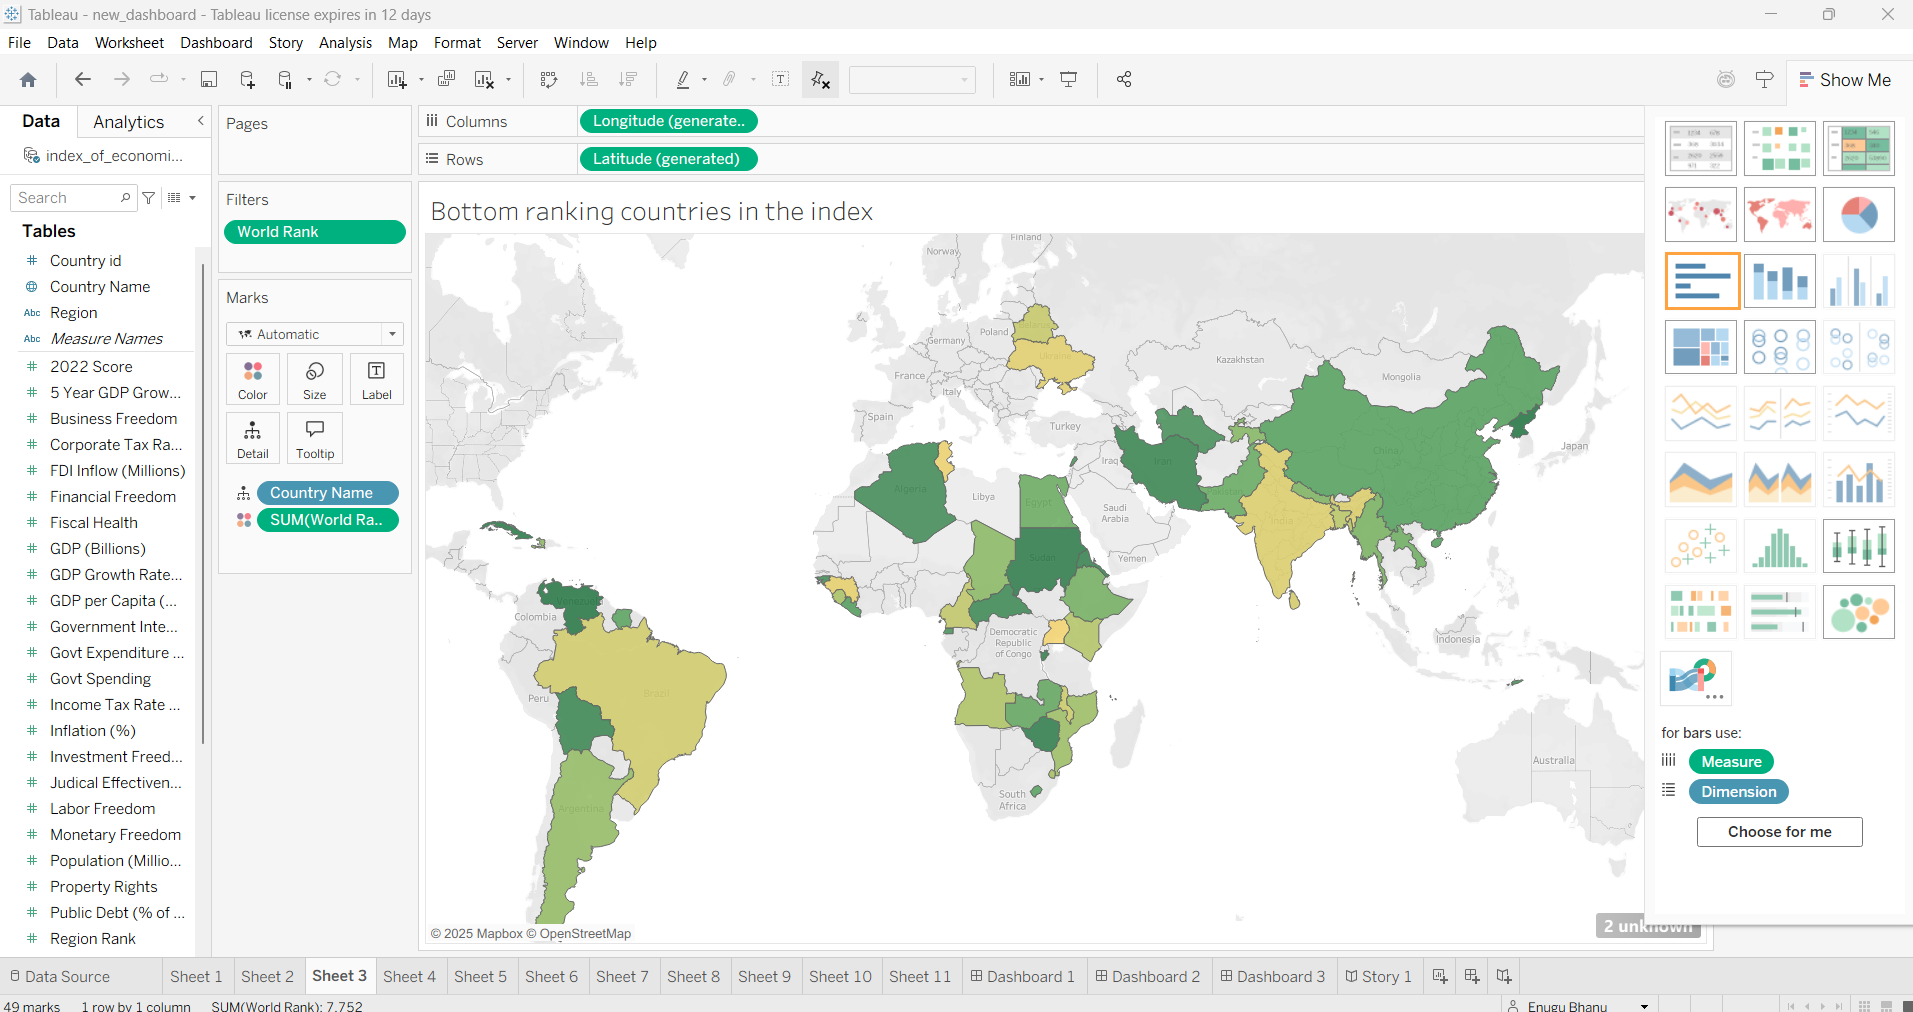 Tableau - new_dashboard - Tableau license expires in 12 days
File Data Worksheet Dashboard Story Analysis Map Format Server Window Help
Show Me
Data Analytics
index_of_economi...
Search
Tables
Country id
Country Name
Abc Region
Abc Measure Names
2022 Score
5 Year GDP Grow...
Business Freedom
Corporate Tax Ra...
FDI Inflow (Millions)
Financial Freedom
Fiscal Health
GDP (Billions)
GDP Growth Rate...
GDP per Capita (...
Government Inte...
Govt Expenditure ...
Govt Spending
Income Tax Rate ...
Inflation (%)
Investment Freed...
Judical Effectiven...
Labor Freedom
Monetary Freedom
Population (Millio...
Property Rights
Public Debt (% of ...
Region Rank
Pages
Filters
World Rank
Marks
Automatic
Color Size Label
Detail Tooltip
Country Name
SUM(World Ra..
Columns Longitude (generate..
Rows Latitude (generated)
Bottom ranking countries in the index
Finland
Norway
Belarus
Poland
Germany
Ukraine
France
Kazakhstan
Mongolia
Italy
Spain
Turkey
Japan
China
Iraq
Iran
Algeria
Libya
Egypt
Pakistan
Saudi
Arabia
India
Sudan
Yemen
Venezuela
Colombia
Democratic
Republic
of Congo
Indonesia
Peru
Brazil
Australia
South
Africa
Argentina
© 2025 Mapbox © OpenStreetMap
2 unknown
for bars use:
Measure
Dimension
Choose for me
Data Source Sheet 1 Sheet 2 Sheet 3 Sheet 4 Sheet 5 Sheet 6 Sheet 7 Sheet 8 Sheet 9 Sheet 10 Sheet 11 Dashboard 1 Dashboard 2 Dashboard 3 Story 1
49 marks 1 row by 1 column SUM(World Rank): 7,752 Enugu Bhanu